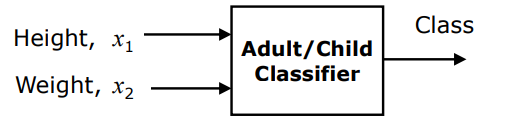 Height, x₁
Weight, x₂
Adult/Child
Classifier
Class